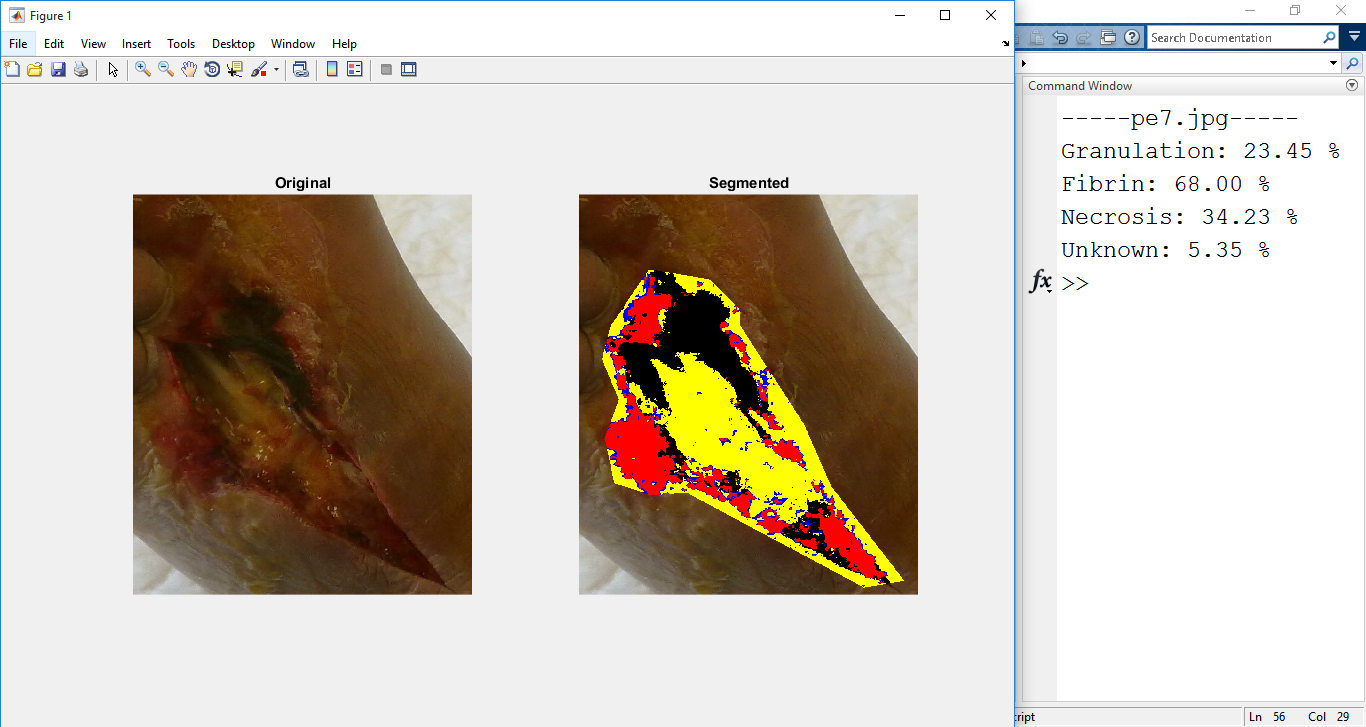 Figure 1
File Edit View Insert Tools Desktop Window Help
Original
Segmented
Search Documentation
Command Window
-----pe7.jpg-----
Granulation: 23.45 %
Fibrin: 68.00 %
Necrosis: 34.23 %
Unknown: 5.35 %
fx >>
Ln 56 Col 29